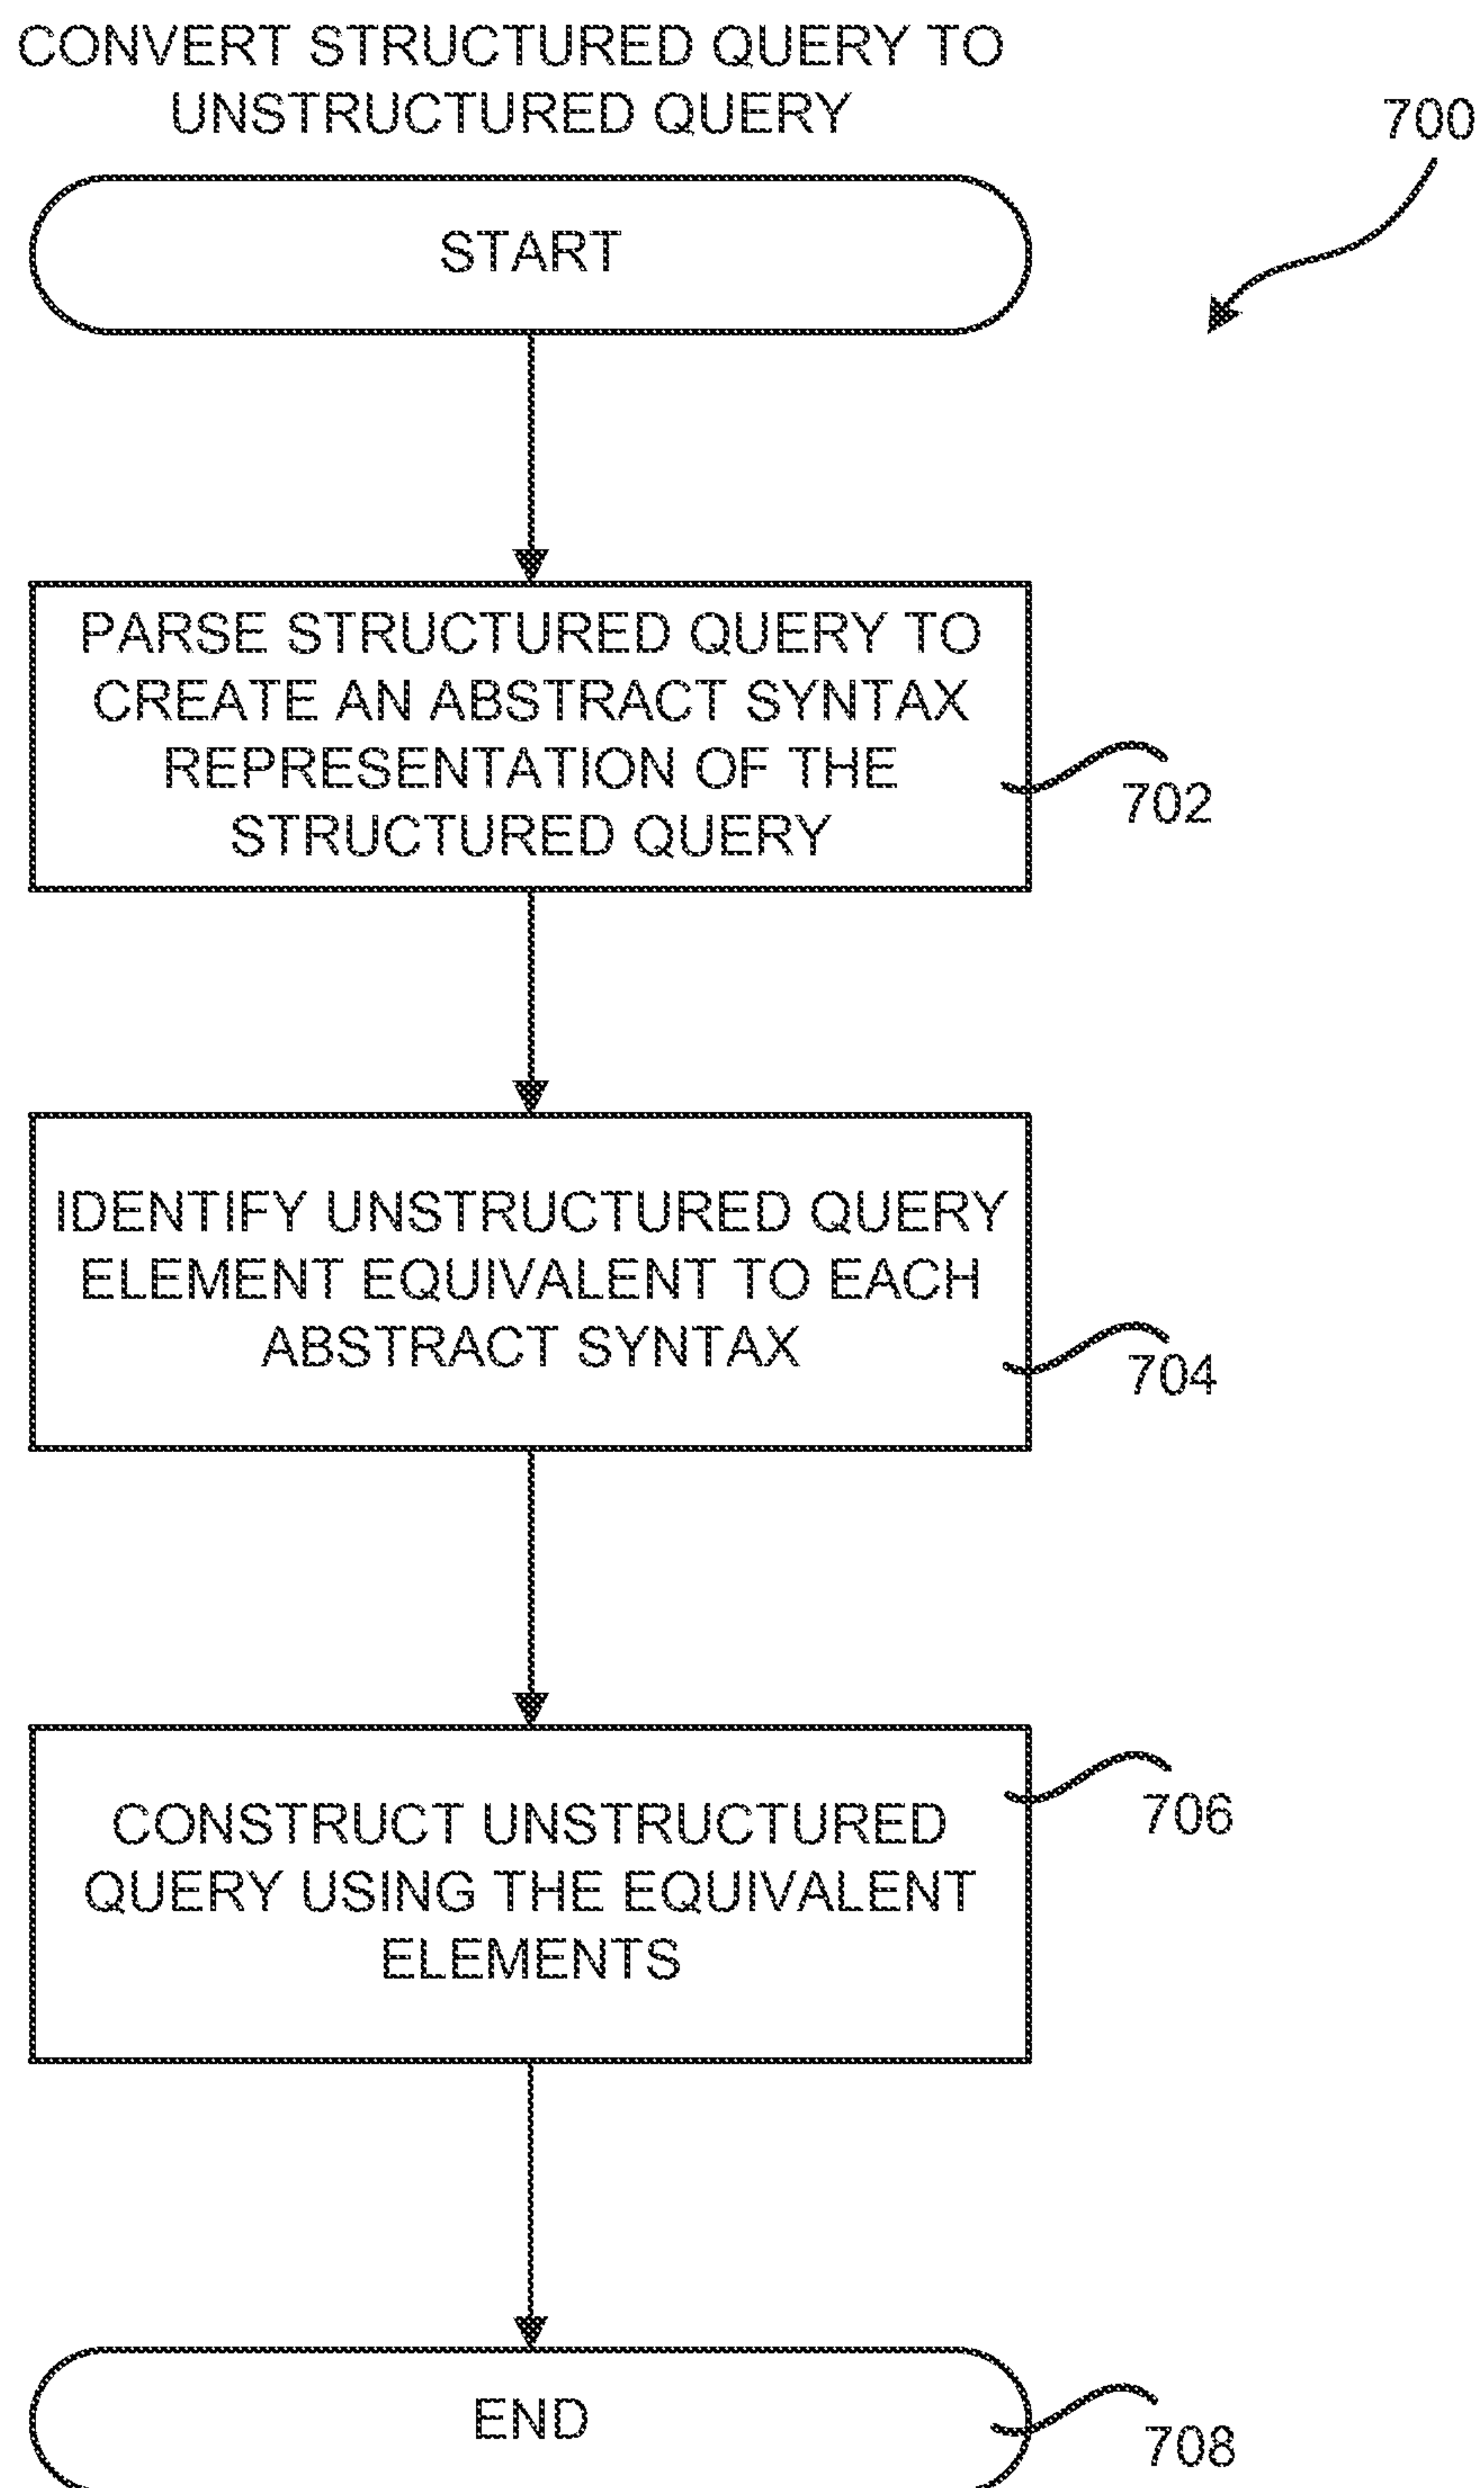 CONVERT STRUCTURED QUERY TO
UNSTRUCTURED QUERY
700
START
PARSE STRUCTURED QUERY TO
CREATE AN ABSTRACT SYNTAX
REPRESENTATION OF THE
STRUCTURED QUERY
702
IDENTIFY UNSTRUCTURED QUERY
ELEMENT EQUIVALENT TO EACH
ABSTRACT SYNTAX
704
CONSTRUCT UNSTRUCTURED
QUERY USING THE EQUIVALENT
ELEMENTS
706
END
708